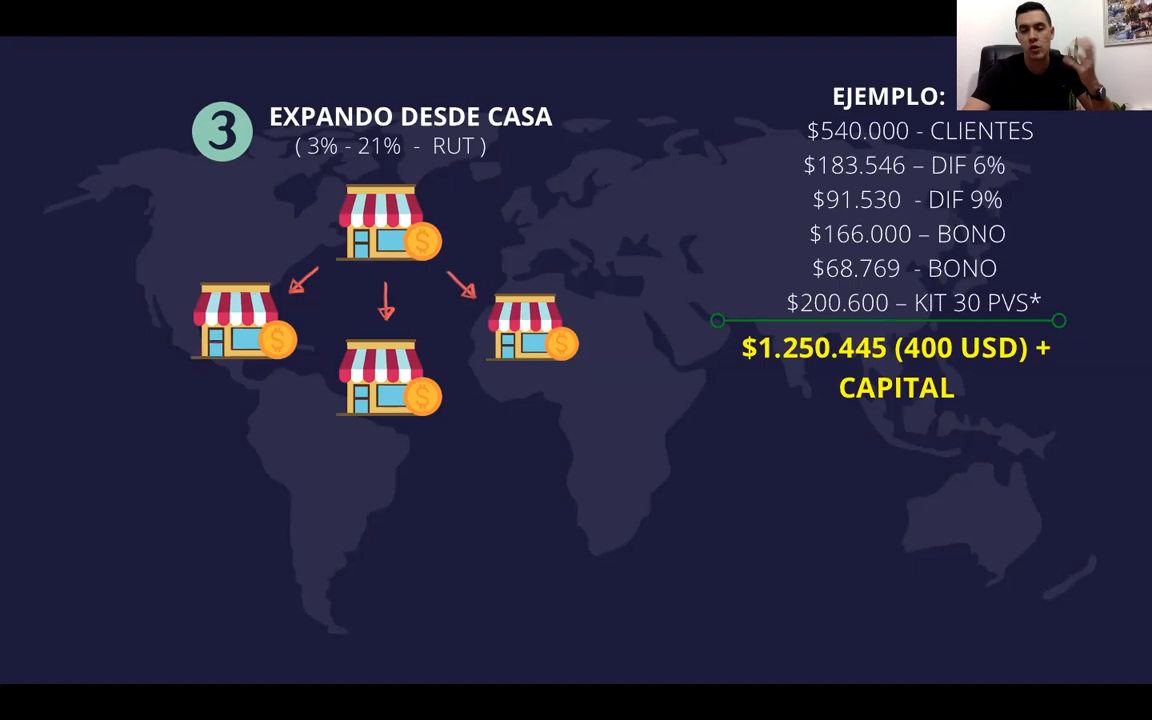 3
EXPANDO DESDE CASA
( 3% - 21% - RUT )
EJEMPLO:
$540.000 - CLIENTES
$183.546 – DIF 6%
$91.530 - DIF 9%
$166.000 – BONO
$68.769 - BONO
$200.600 – KIT 30 PVS*
$1.250.445 (400 USD) +
CAPITAL